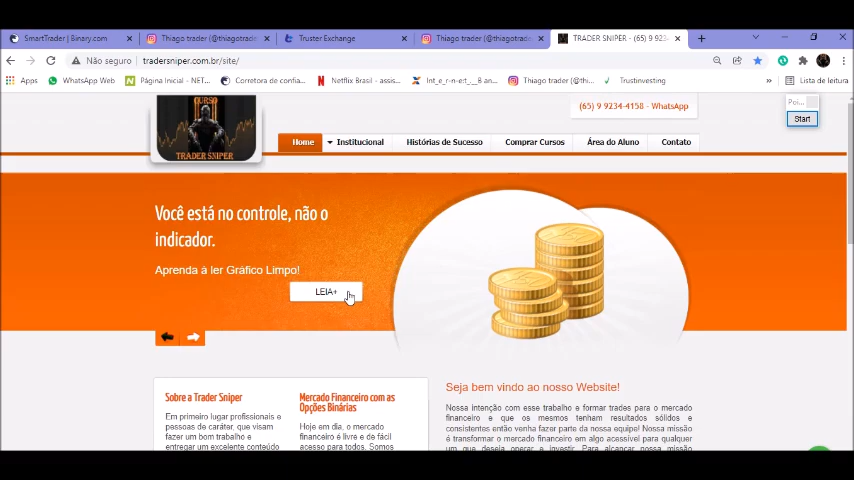 SmartTrader | Binary.com
Thiago trader (@thiagotrade
Truster Exchange
Thiago trader (@thiagotrade
TRADER SNIPER - (65) 9 923
Não seguro
tradersniper.com.br/site/
Apps
WhatsApp Web
Página Inicial - NET...
Corretora de confia...
Netflix Brasil - assis...
Int_e_r-n-e:t_._B an...
Thiago trader (@thi...
Trustinvesting
Lista de leitura
CURSO
TRADER SNIPER
(65) 9 9234-4158 - WhatsApp
Poi...
Start
Home
Institucional
Histórias de Sucesso
Comprar Cursos
Área do Aluno
Contato
Você está no controle, não o
indicador.
Aprenda à ler Gráfico Limpo!
LEIA+
Sobre a Trader Sniper
Em primeiro lugar profissionais e
pessoas de caráter, que visam
fazer um bom trabalho e
entregar um excelente conteúdo
Mercado Financeiro com as
Opções Binárias
Hoje em dia, o mercado
financeiro é livre e de fácil
acesso para todos. Somos
Seja bem vindo ao nosso Website!
Nossa intenção com esse trabalho e formar trades para o mercado
financeiro e que os mesmos tenham resultados sólidos e
consistentes então venha fazer parte da nossa equipe! Nossa missão
é transformar o mercado financeiro em algo acessível para qualquer
um que deseja operar e investir. Para alcançar nossa missão